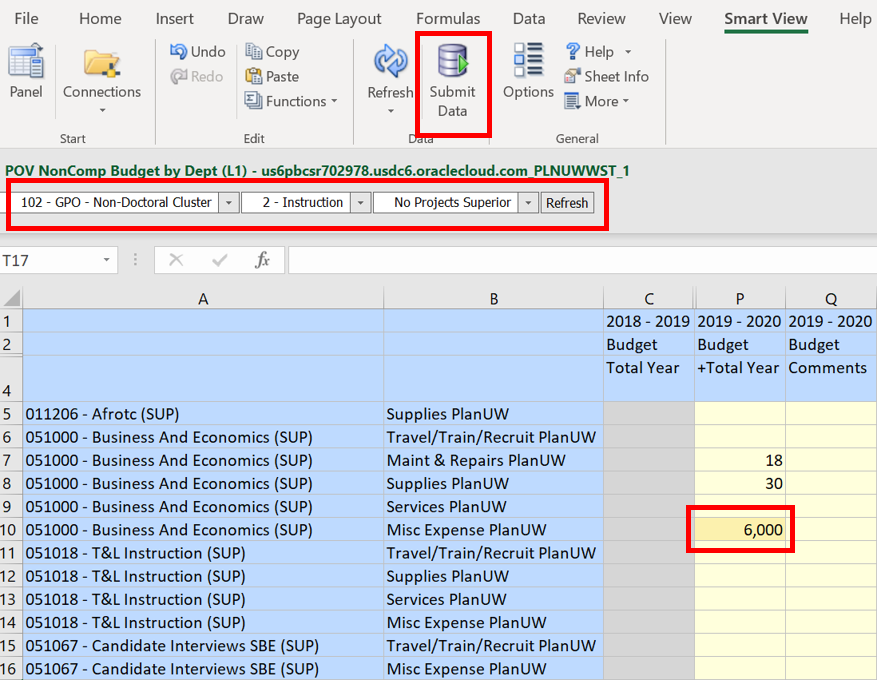 File Home Insert Draw Page Layout Formulas Data Review View Smart View Help
Panel
Connections
Start
Undo
Redo
Copy
Paste
Functions
Edit
Refresh
Submit
Data
Data
Options
Help
Sheet Info
More
General
POV NonComp Budget by Dept (L1) - us6pbcsr702978.usdc6.oraclecloud.com_PLNUWWST_1
102 - GPO - Non-Doctoral Cluster 2 - Instruction No Projects Superior Refresh
T17 fx
A B C P Q
1 2018 - 2019 2019 - 2020 2019 - 2020
2 Budget Budget Budget
4 Total Year +Total Year Comments
5 011206 - Afrotc (SUP) Supplies PlanUW
6 051000 - Business And Economics (SUP) Travel/Train/Recruit PlanUW
7 051000 - Business And Economics (SUP) Maint & Repairs PlanUW 18
8 051000 - Business And Economics (SUP) Supplies PlanUW 30
9 051000 - Business And Economics (SUP) Services PlanUW
10 051000 - Business And Economics (SUP) Misc Expense PlanUW 6,000
11 051018 - T&L Instruction (SUP) Travel/Train/Recruit PlanUW
12 051018 - T&L Instruction (SUP) Supplies PlanUW
13 051018 - T&L Instruction (SUP) Services PlanUW
14 051018 - T&L Instruction (SUP) Misc Expense PlanUW
15 051067 - Candidate Interviews SBE (SUP) Travel/Train/Recruit PlanUW
16 051067 - Candidate Interviews SBE (SUP) Misc Expense PlanUW